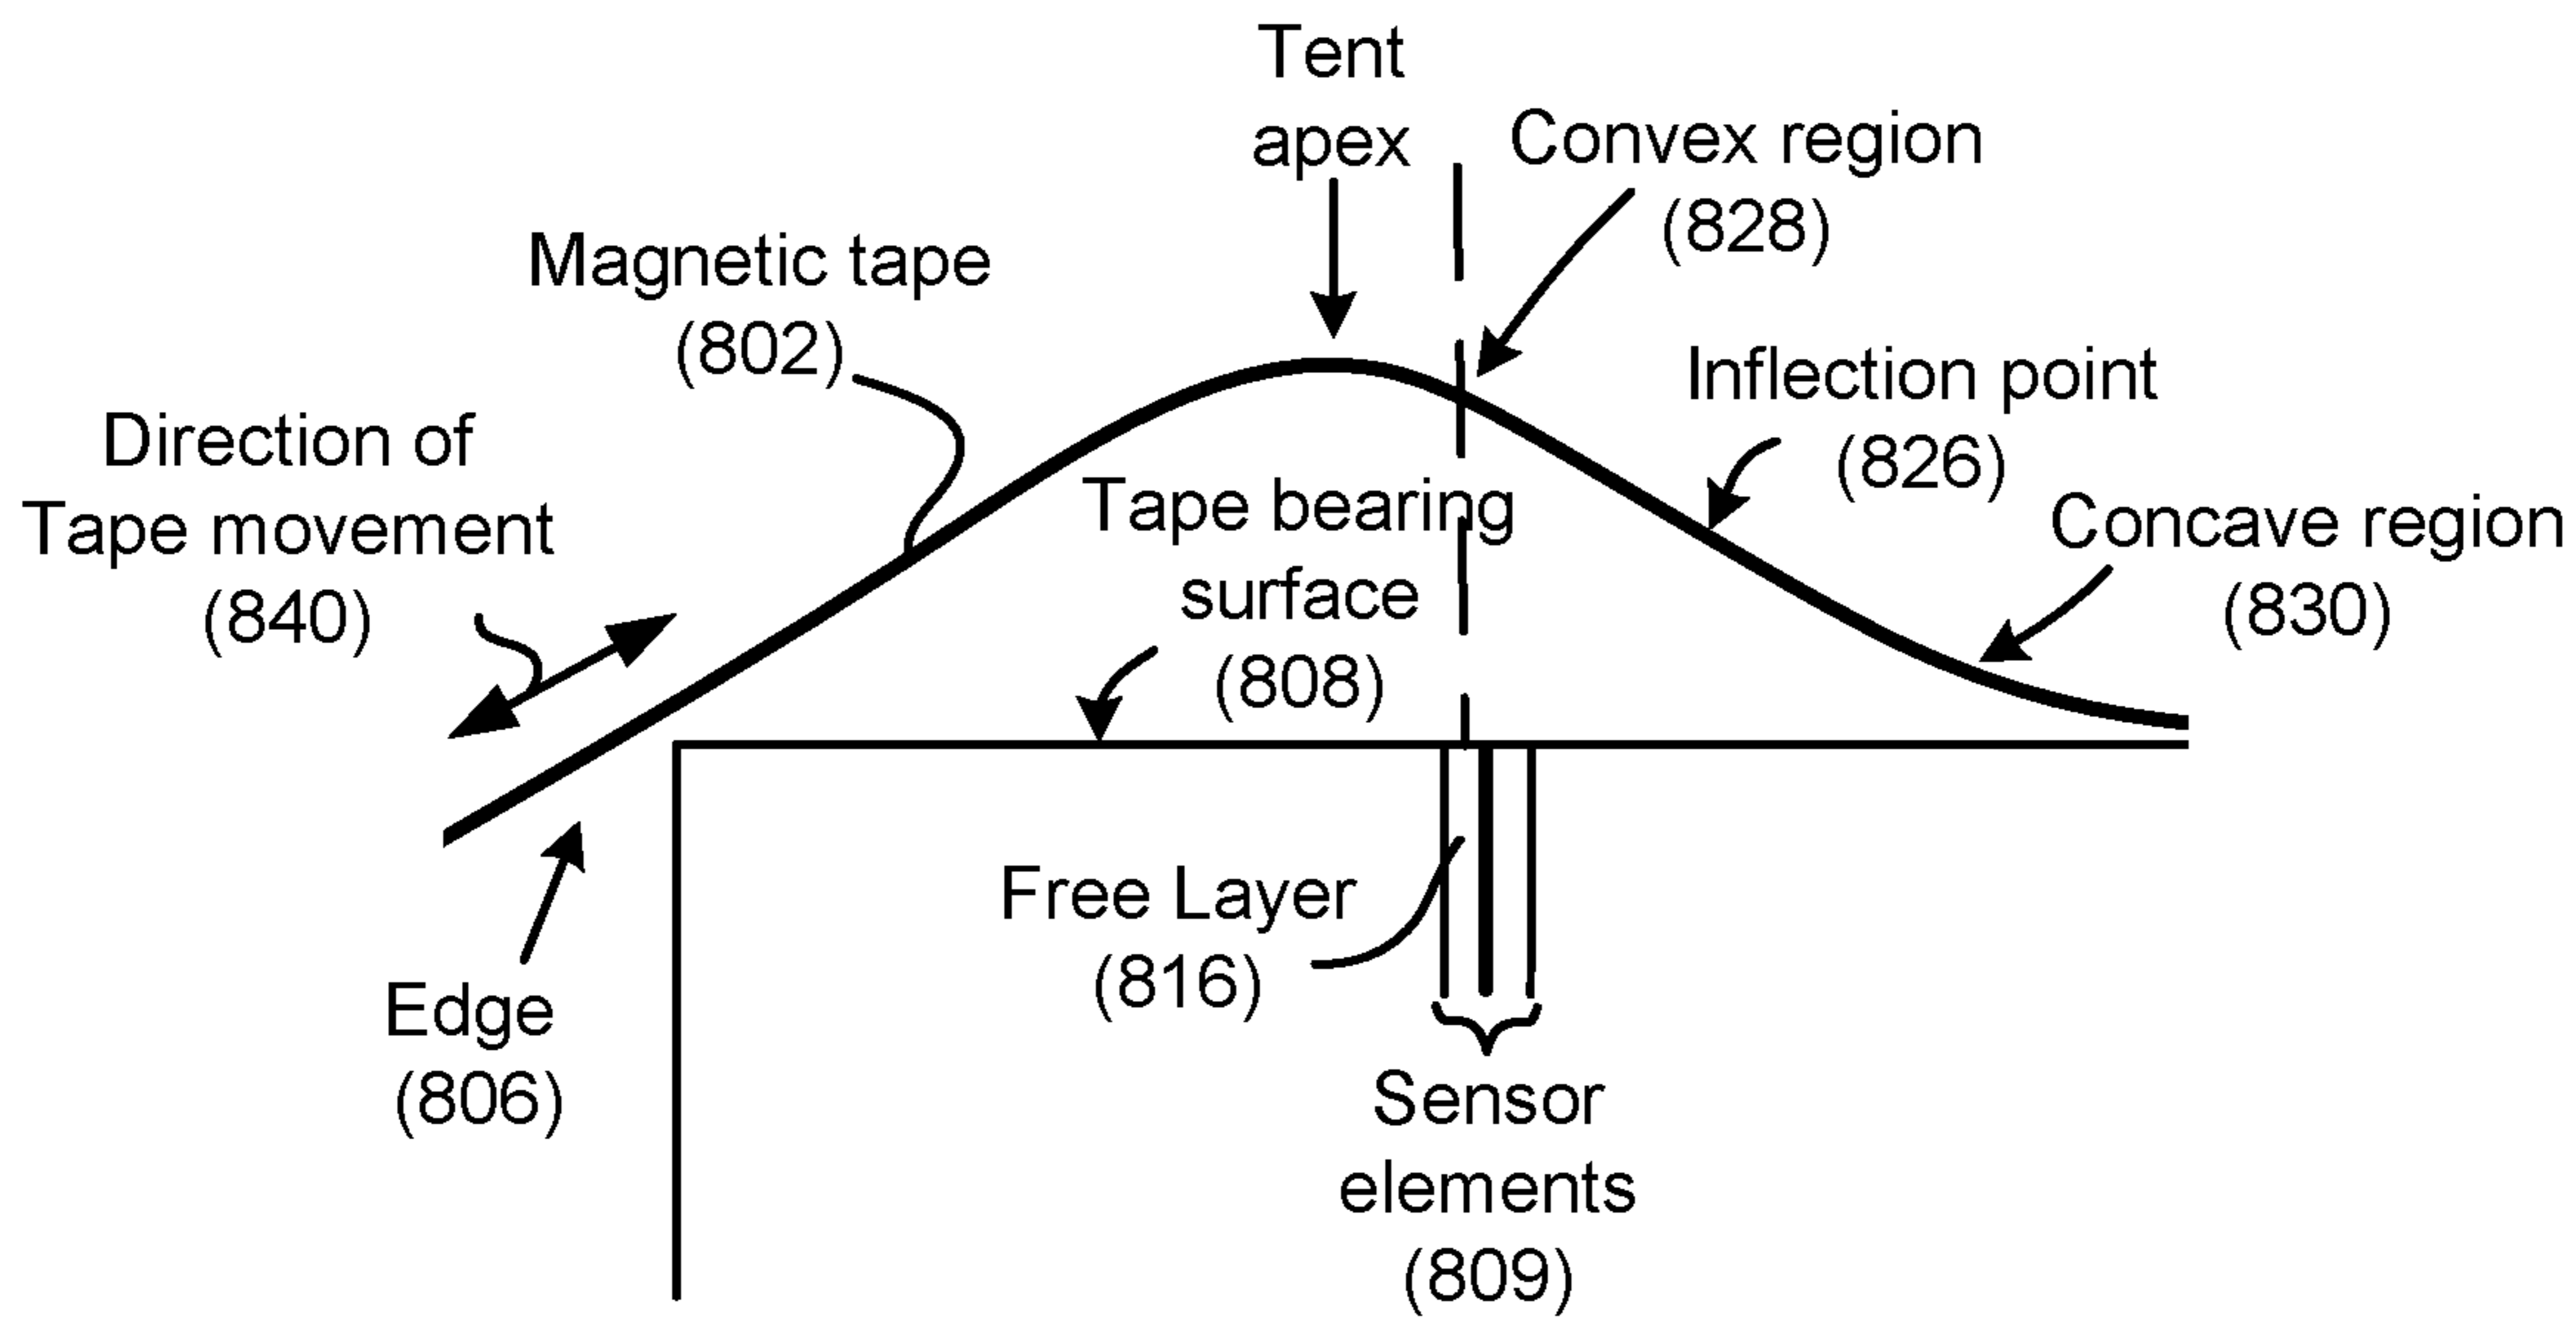 Tent
apex
Convex region
(828)
Magnetic tape
(802)
Inflection point
(826)
Direction of
Tape movement
(840)
Tape bearing
surface
(808)
Concave region
(830)
Free Layer
(816)
Edge
(806)
Sensor
elements
(809)